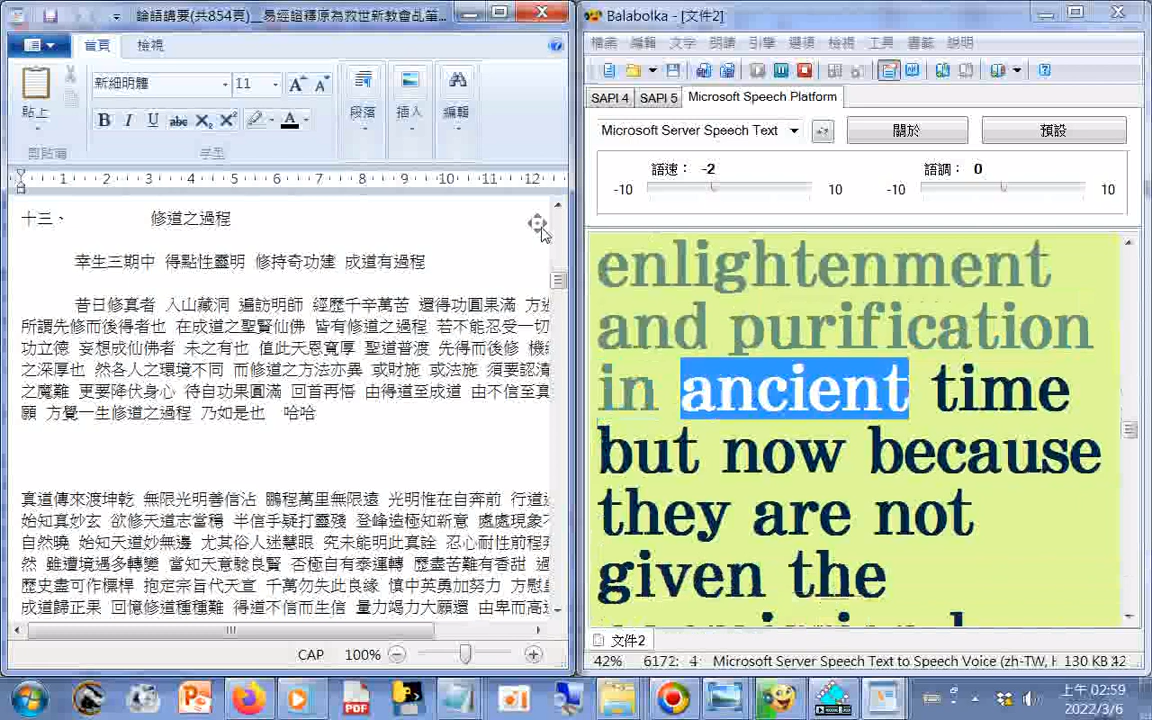 論語講要(共854頁)__易經證釋原為救世新教會乩筆...
首頁
檢視
新細明體
11
貼上
剪貼簿
字型
段落
插入
編輯
1 2 3 4 5 6 7 8 9 10 11 12
十三、 修道之過程
幸生三期中 得點性靈明 修持奇功建 成道有過程
昔日修真者 入山藏洞 遍訪明師 經歷千辛萬苦 還得功圓果滿 方
所謂先修而後得者也 在成道之聖賢仙佛 皆有修道之過程 若不能忍受一切
功立德 妄想成仙佛者 未之有也 值此天恩寬厚 聖道普渡 先得而後修 機
之深厚也 然各人之環境不同 而修道之方法亦異 或財施 或法施 須要認清
之魔難 更要降伏身心 待自功果圓滿 回首再悟 由得道至成道 由不信至真
願 方覺一生修道之過程 乃如是也 哈哈
真道傳來渡坤乾 無限光明善信沾 鵬程萬里無限遠 光明惟在自奔前 行道
始知真妙玄 欲修天道志當穩 半信乎疑打靈殘 登峰造極知新意 處處現象
自然曉 始知天道妙無邊 尤其俗人迷慧眼 究未能明此真詮 忍心耐性前程
然 雖遭境遇多轉變 當知天意驗良賢 否極自有泰運轉 歷盡苦難有香甜 過
歷史盡可作標桿 抱定宗旨代天宣 千萬勿失此良緣 慎中英勇加努力 方慰
成道歸正果 回憶修道種種難 得道不信而生信 量力竭力大願還 由卑而高
CAP 100%
Balabolka - [文件2]
檔案 編輯 文字 朗讀 引擎 選項 檢視 工具 書籤 說明
SAPI 4 SAPI 5 Microsoft Speech Platform
Microsoft Server Speech Text
關於
預設
語速： -2
語調： 0
-10 10 -10 10
enlightenment
and purification
in ancient time
but now because
they are not
given the
文件2
42% 6172: 4 Microsoft Server Speech Text to Speech Voice (zh-TW, H 130 KB
上午 02:59
2022/3/6